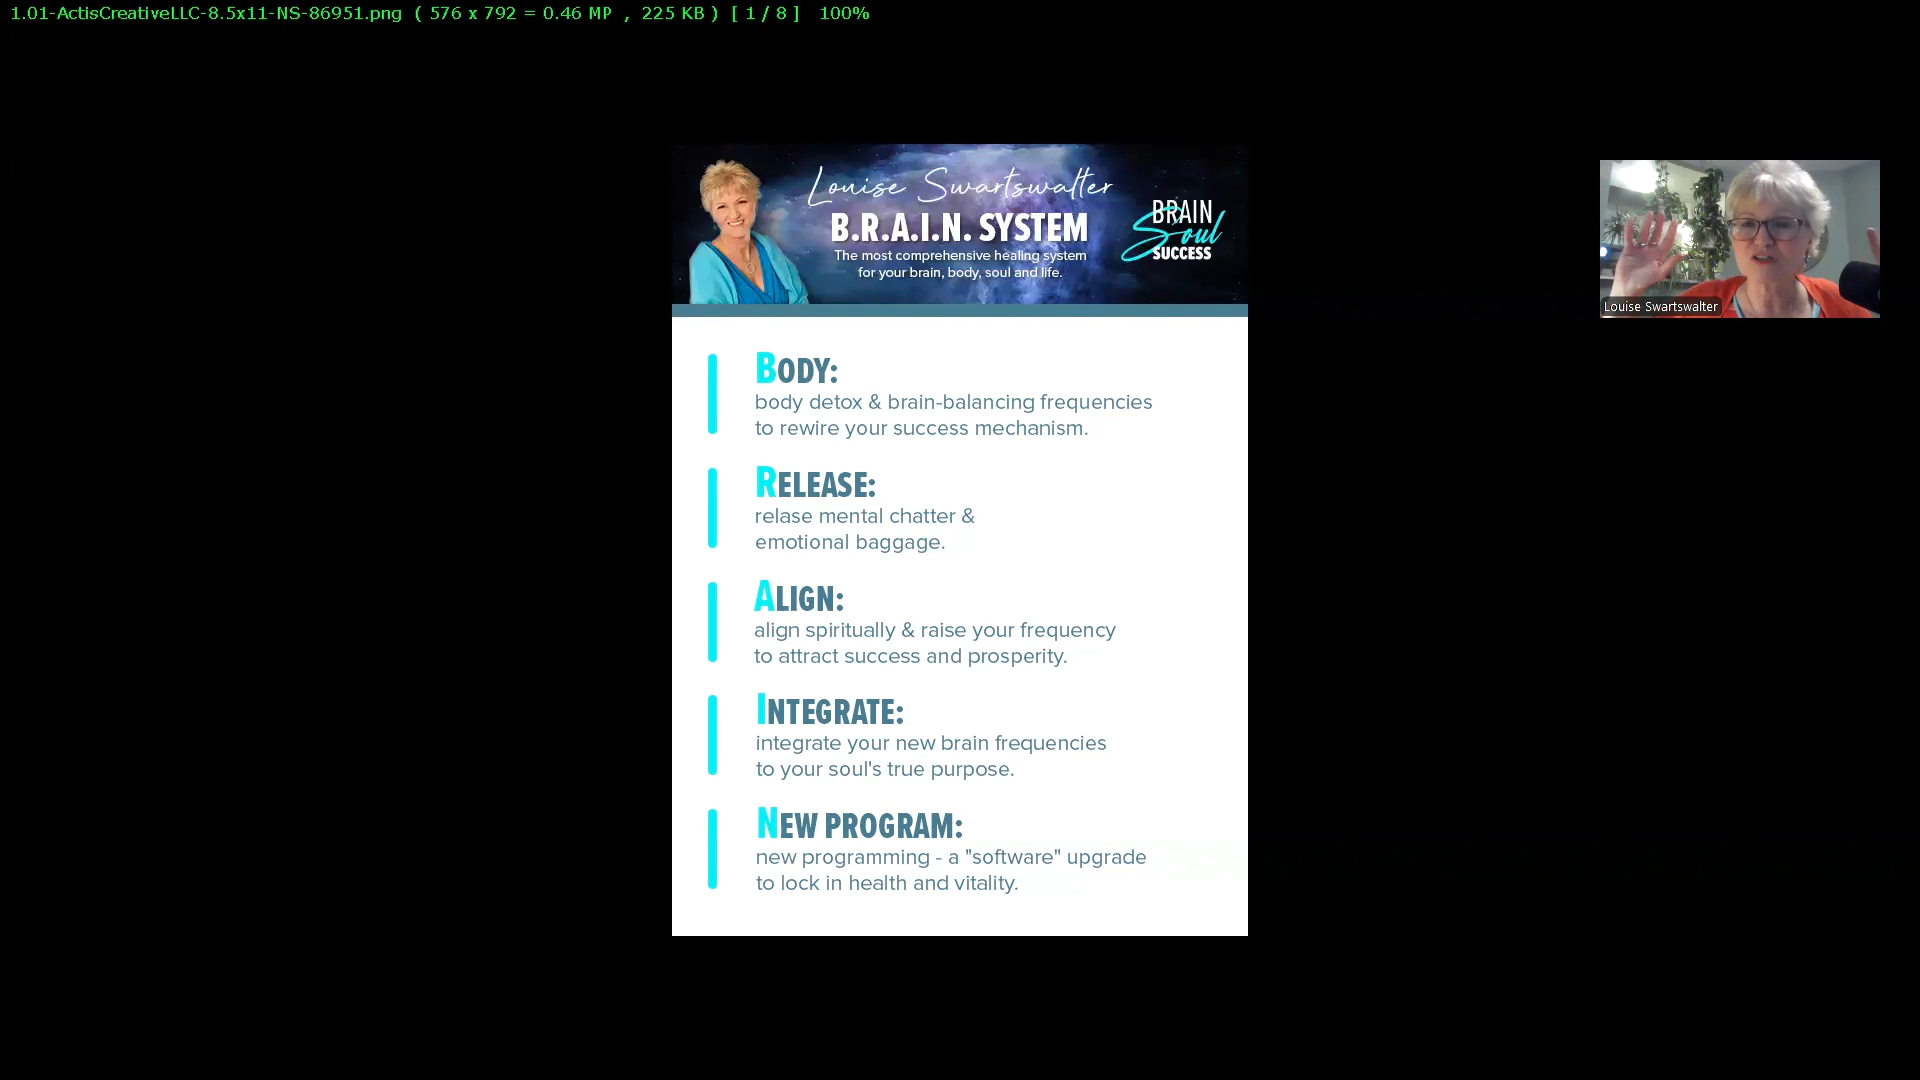 1.01-ActisCreativeLLC-8.5x11-NS-86951.png ( 576 x 792 = 0.46 MP , 225 KB ) [ 1 / 8 ] 100%
Louise Swartswalter
B.R.A.I.N. SYSTEM
The most comprehensive healing system
for your brain, body, soul and life.
BRAIN
Soul
SUCCESS
Louise Swartswalter
BODY:
body detox & brain-balancing frequencies
to rewire your success mechanism.
RELEASE:
relase mental chatter &
emotional baggage.
ALIGN:
align spiritually & raise your frequency
to attract success and prosperity.
INTEGRATE:
integrate your new brain frequencies
to your soul's true purpose.
NEW PROGRAM:
new programming - a "software" upgrade
to lock in health and vitality.